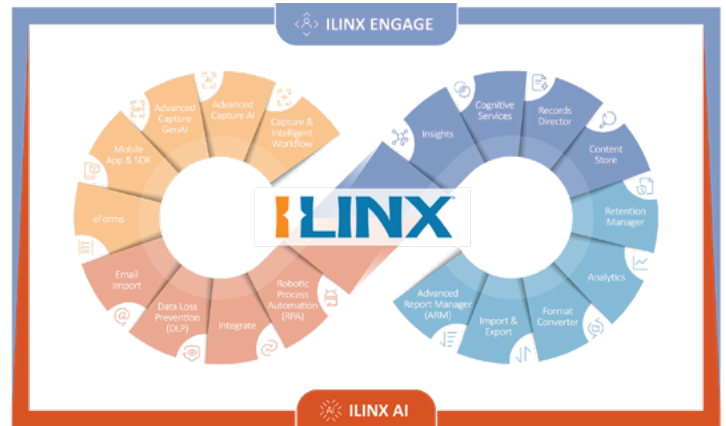 ILINX ENGAGE
Advanced
Capture
GenAI
Advanced
Capture AI
Capture &
Intelligent
Workflow
Mobile
App & SDK
eForms
Email
Import
Data Loss
Prevention
(DLP)
Integrate
Robotic
Process
Automation
(RPA)
ILINX
Insights
Cognitive
Services
Records
Director
Content
Store
Retention
Manager
Analytics
Format
Converter
Import &
Export
Advanced
Report Manager
(ARM)
AI
ILINX AI